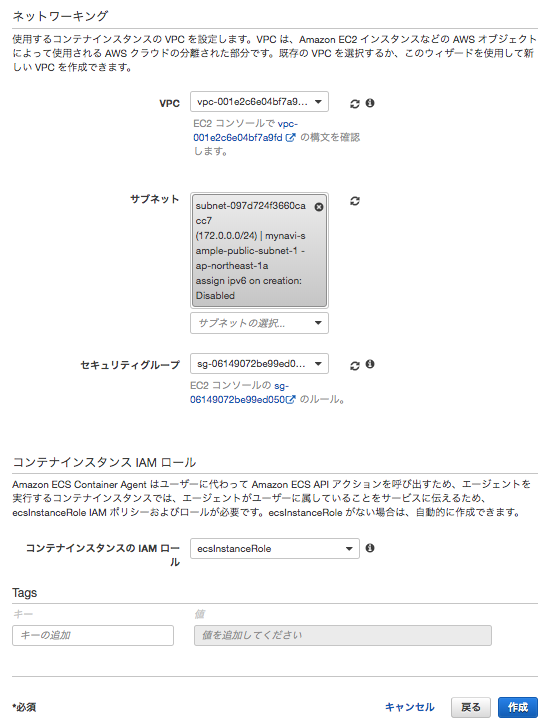 ネットワーキング
使用するコンテナインスタンスの VPC を設定します。VPC は、Amazon EC2 インスタンスなどの AWS オブジェクト
によって使用される AWS クラウドの分離された部分です。既存の VPC を選択するか、このウィザードを使用して新
しい VPC を作成できます。
VPC
vpc-001e2c6e04bf7a9...
EC2 コンソールで vpc-
001e2c6e04bf7a9fd の構文を確認
します。
サブネット
subnet-097d724f3660ca
cc7
(172.0.0.0/24) | mynavi-s
ample-public-subnet-1 -
ap-northeast-1a
assign ipv6 on creation:
Disabled
サブネットの選択...
セキュリティグループ
sg-06149072be99ed0...
EC2 コンソールの sg-
06149072be99ed050 のルール。
コンテナインスタンス IAM ロール
Amazon ECS Container Agent はユーザーに代わって Amazon ECS API アクションを呼び出すため、エージェントを
実行するコンテナインスタンスでは、エージェントがユーザーに属していることをサービスに伝えるため、
ecsInstanceRole IAM ポリシーおよびロールが必要です。ecsInstanceRole がない場合は、自動的に作成できます。
コンテナインスタンスの IAM ロー
ル
ecsInstanceRole
Tags
キー
値
キーの追加
値を追加してください
*必須
キャンセル
戻る
作成